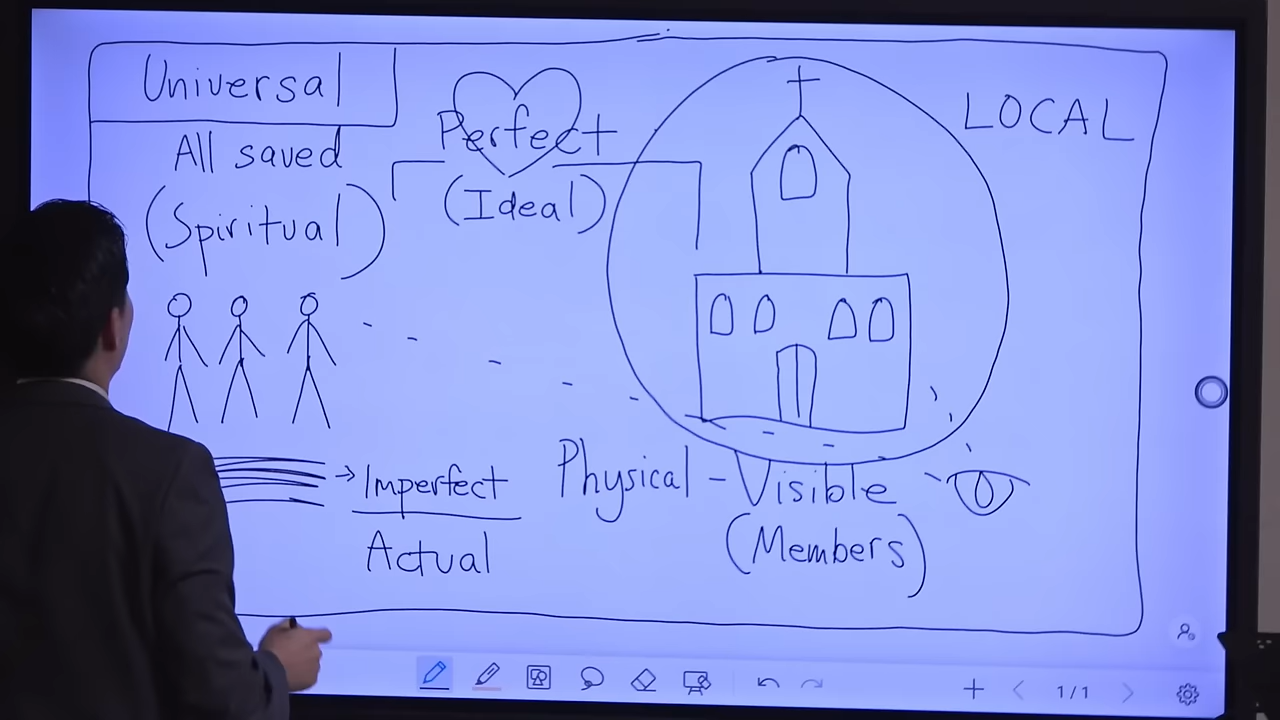 Universal
All saved
(Spiritual)
Perfect
(Ideal)
LOCAL
Imperfect
Actual
Physical - Visible
(Members)
1/1